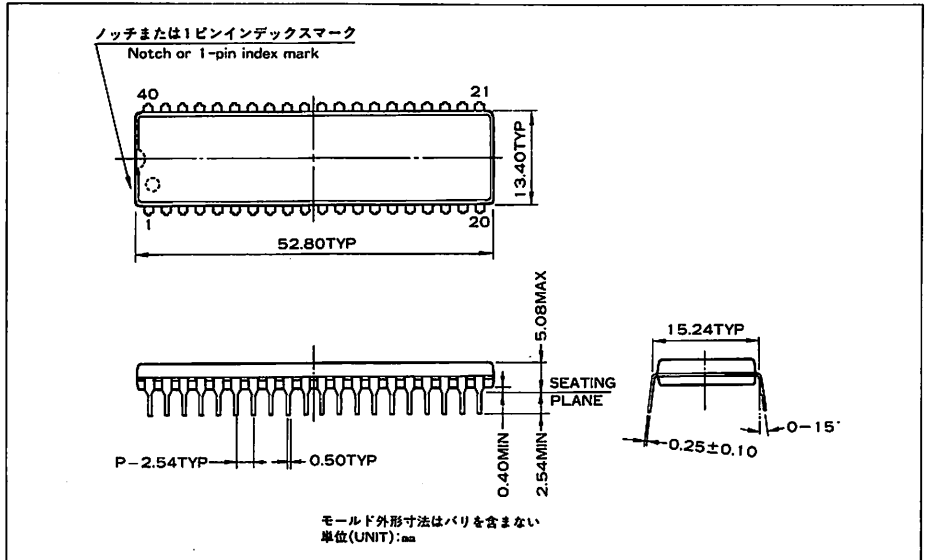 ノッチまたは1ピンインデックスマーク
Notch or 1-pin index mark
40
21
13.40TYP
1
20
52.80TYP
5.08MAX
15.24TYP
SEATING
PLANE
0-15°
0.25±0.10
P-2.54TYP
0.50TYP
0.40MIN
2.54MIN
モールド外形寸法はバリを含まない
単位(UNIT):mm